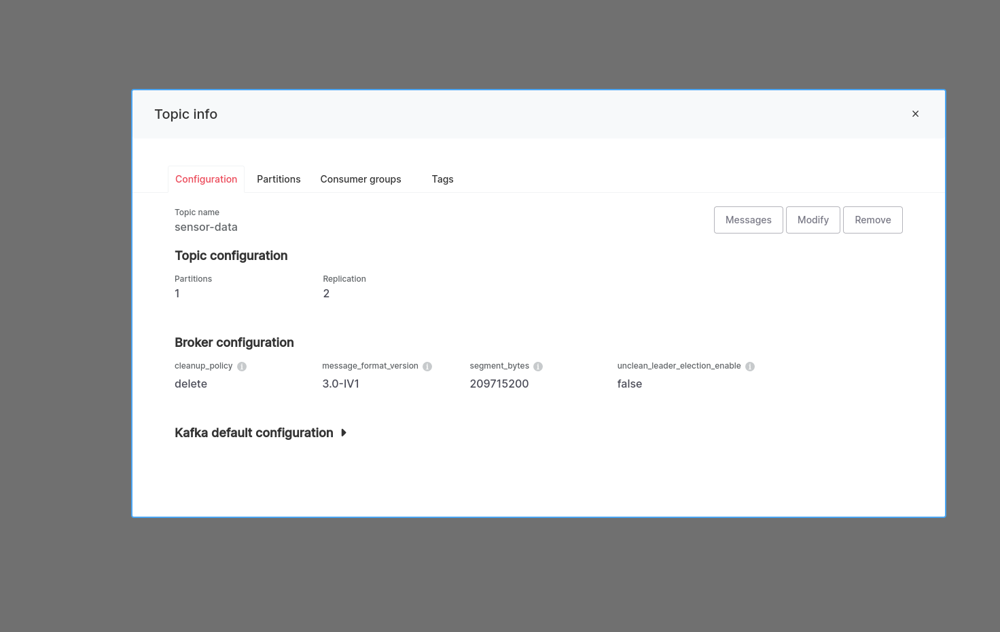 Topic info
×
Configuration Partitions Consumer groups Tags
Topic name
sensor-data
Messages Modify Remove
Topic configuration
Partitions Replication
1 2
Broker configuration
cleanup_policy message_format_version segment_bytes unclean_leader_election_enable
delete 3.0-IV1 209715200 false
Kafka default configuration